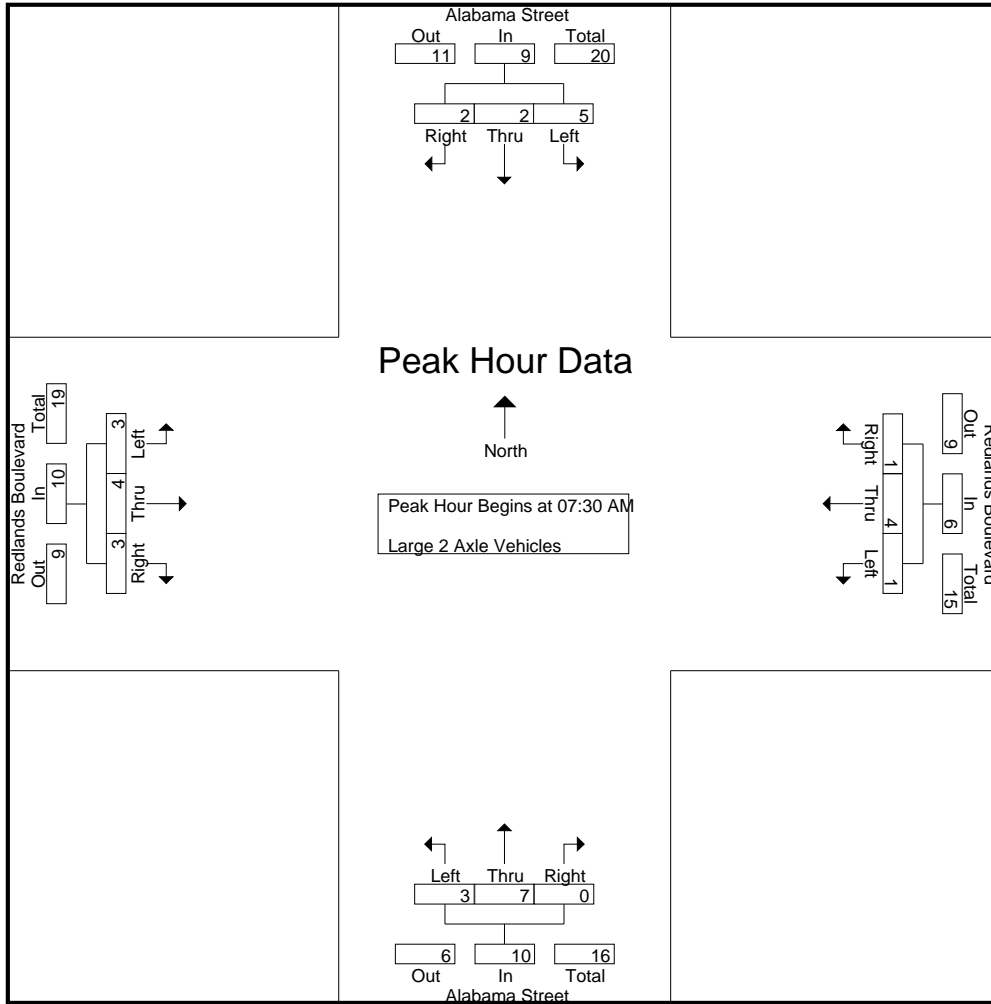 Alabama Street
Out In Total
11 9 20
2 2 5
Right Thru Left
Peak Hour Data
North
Peak Hour Begins at 07:30 AM
Large 2 Axle Vehicles
Redlands Boulevard
Total In Out
19 10 9
3 4 3
Left Thru Right
Right Thru Left
1 4 1
Out In Total
9 6 15
Redlands Boulevard
Left Thru Right
3 7 0
6 10 16
Out In Total
Alabama Street